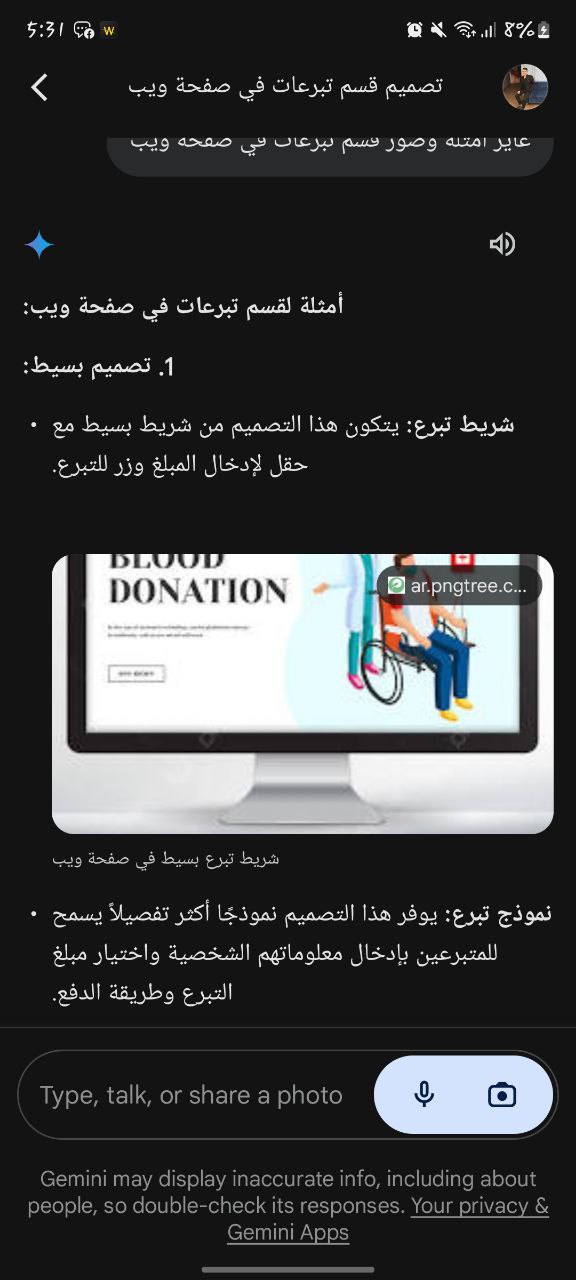 5:31
W
8%
تصميم قسم تبرعات في صفحة ويب
عايز امثلة وصور قسم تبرعات في صفحة ويب
أمثلة لقسم تبرعات في صفحة ويب:
1. تصميم بسيط:
• شريط تبرع: يتكون هذا التصميم من شريط بسيط مع
حقل لإدخال المبلغ وزر للتبرع.
BLOOD
DONATION
ar.pngtree.c...
شريط تبرع بسيط في صفحة ويب
• نموذج تبرع: يوفر هذا التصميم نموذجًا أكثر تفصيلاً يسمح
للمتبرعين بإدخال معلوماتهم الشخصية واختيار مبلغ
التبرع وطريقة الدفع.
Type, talk, or share a photo
Gemini may display inaccurate info, including about
people, so double-check its responses. Your privacy &
Gemini Apps